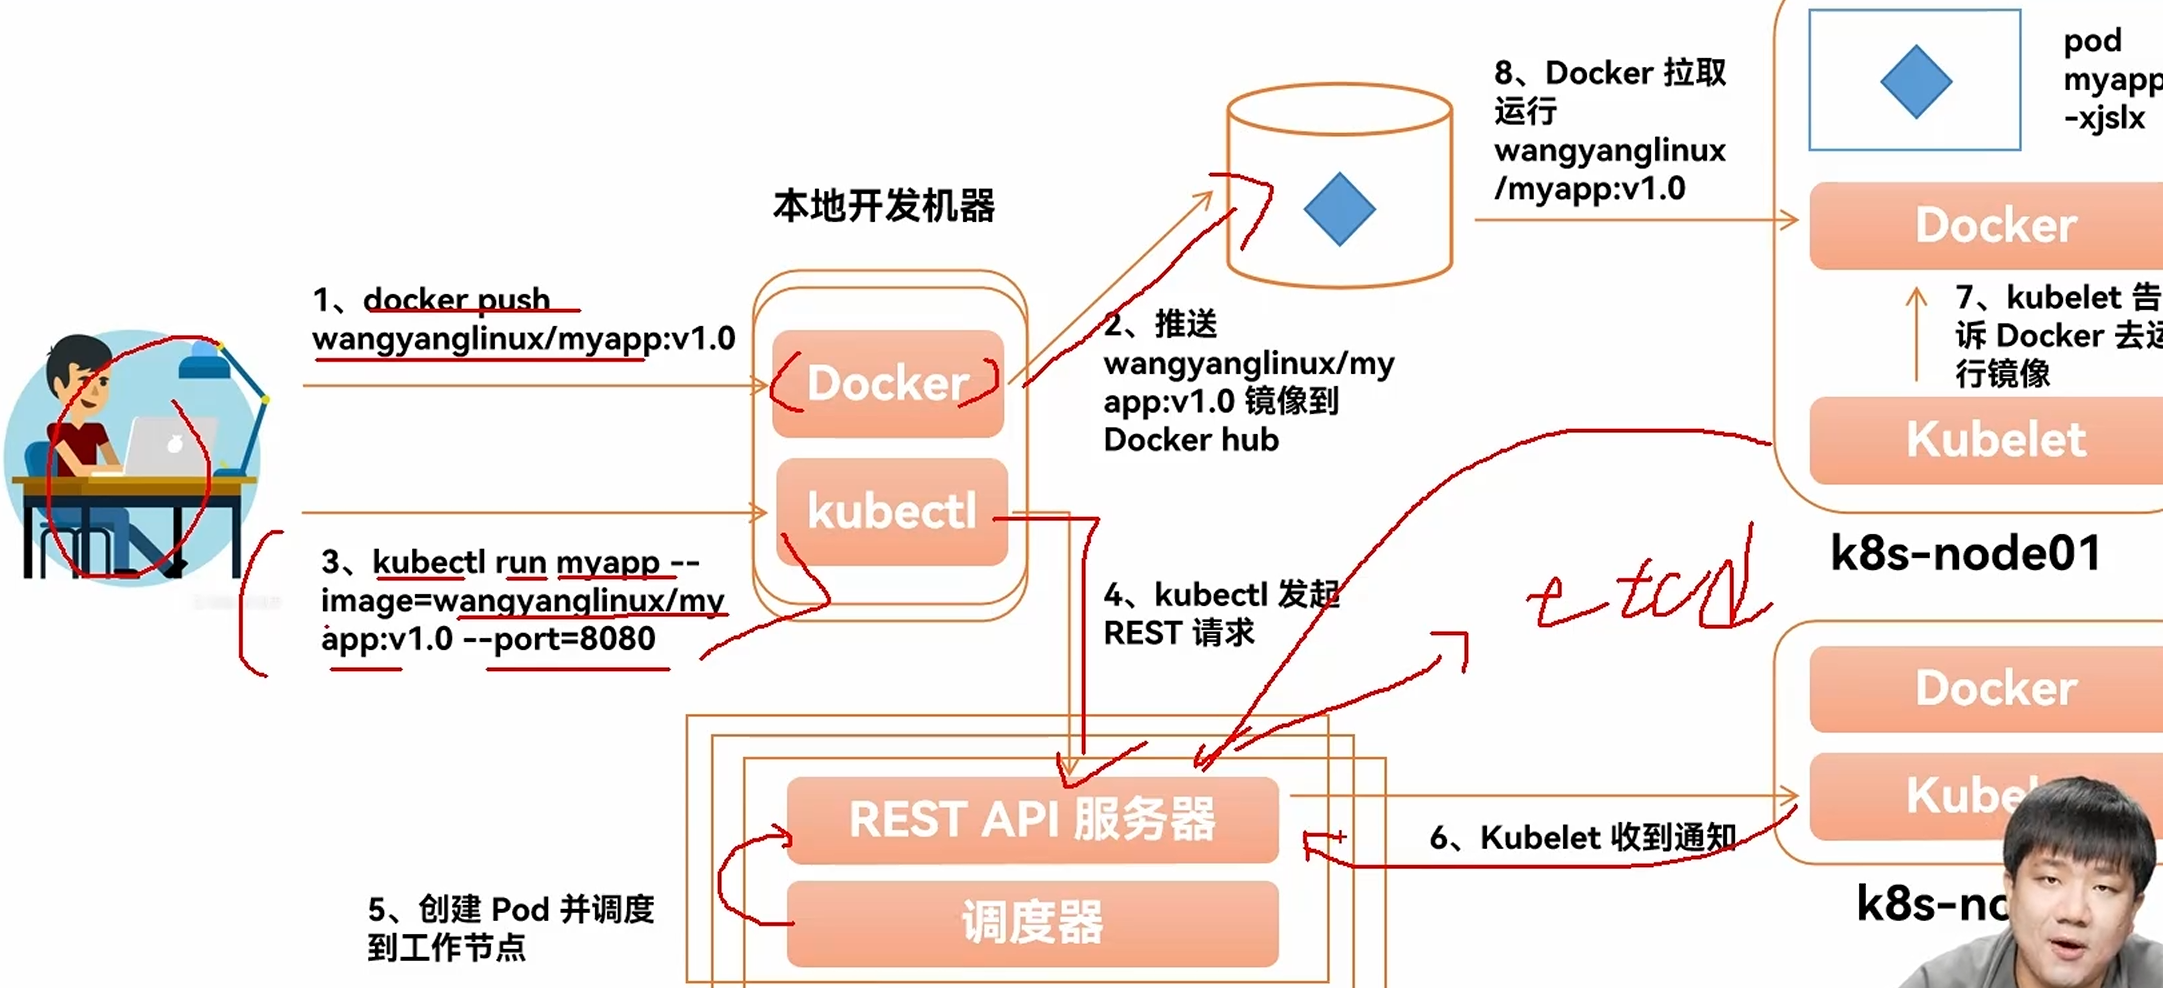 8、Docker 拉取
运行
wangyanglinux
/myapp:v1.0
pod
myapp
-xjslx
本地开发机器
Docker
1、docker push
wangyanglinux/myapp:v1.0
7、kubelet 告
诉 Docker 去运
行镜像
2、推送
wangyanglinux/my
app:v1.0 镜像到
Docker hub
Docker
Kubelet
kubectl
k8s-node01
3、kubectl run myapp --
image=wangyanglinux/my
app:v1.0 --port=8080
4、kubectl 发起
REST 请求
etcd
Docker
REST API 服务器
6、Kubelet 收到通知
5、创建 Pod 并调度
到工作节点
调度器